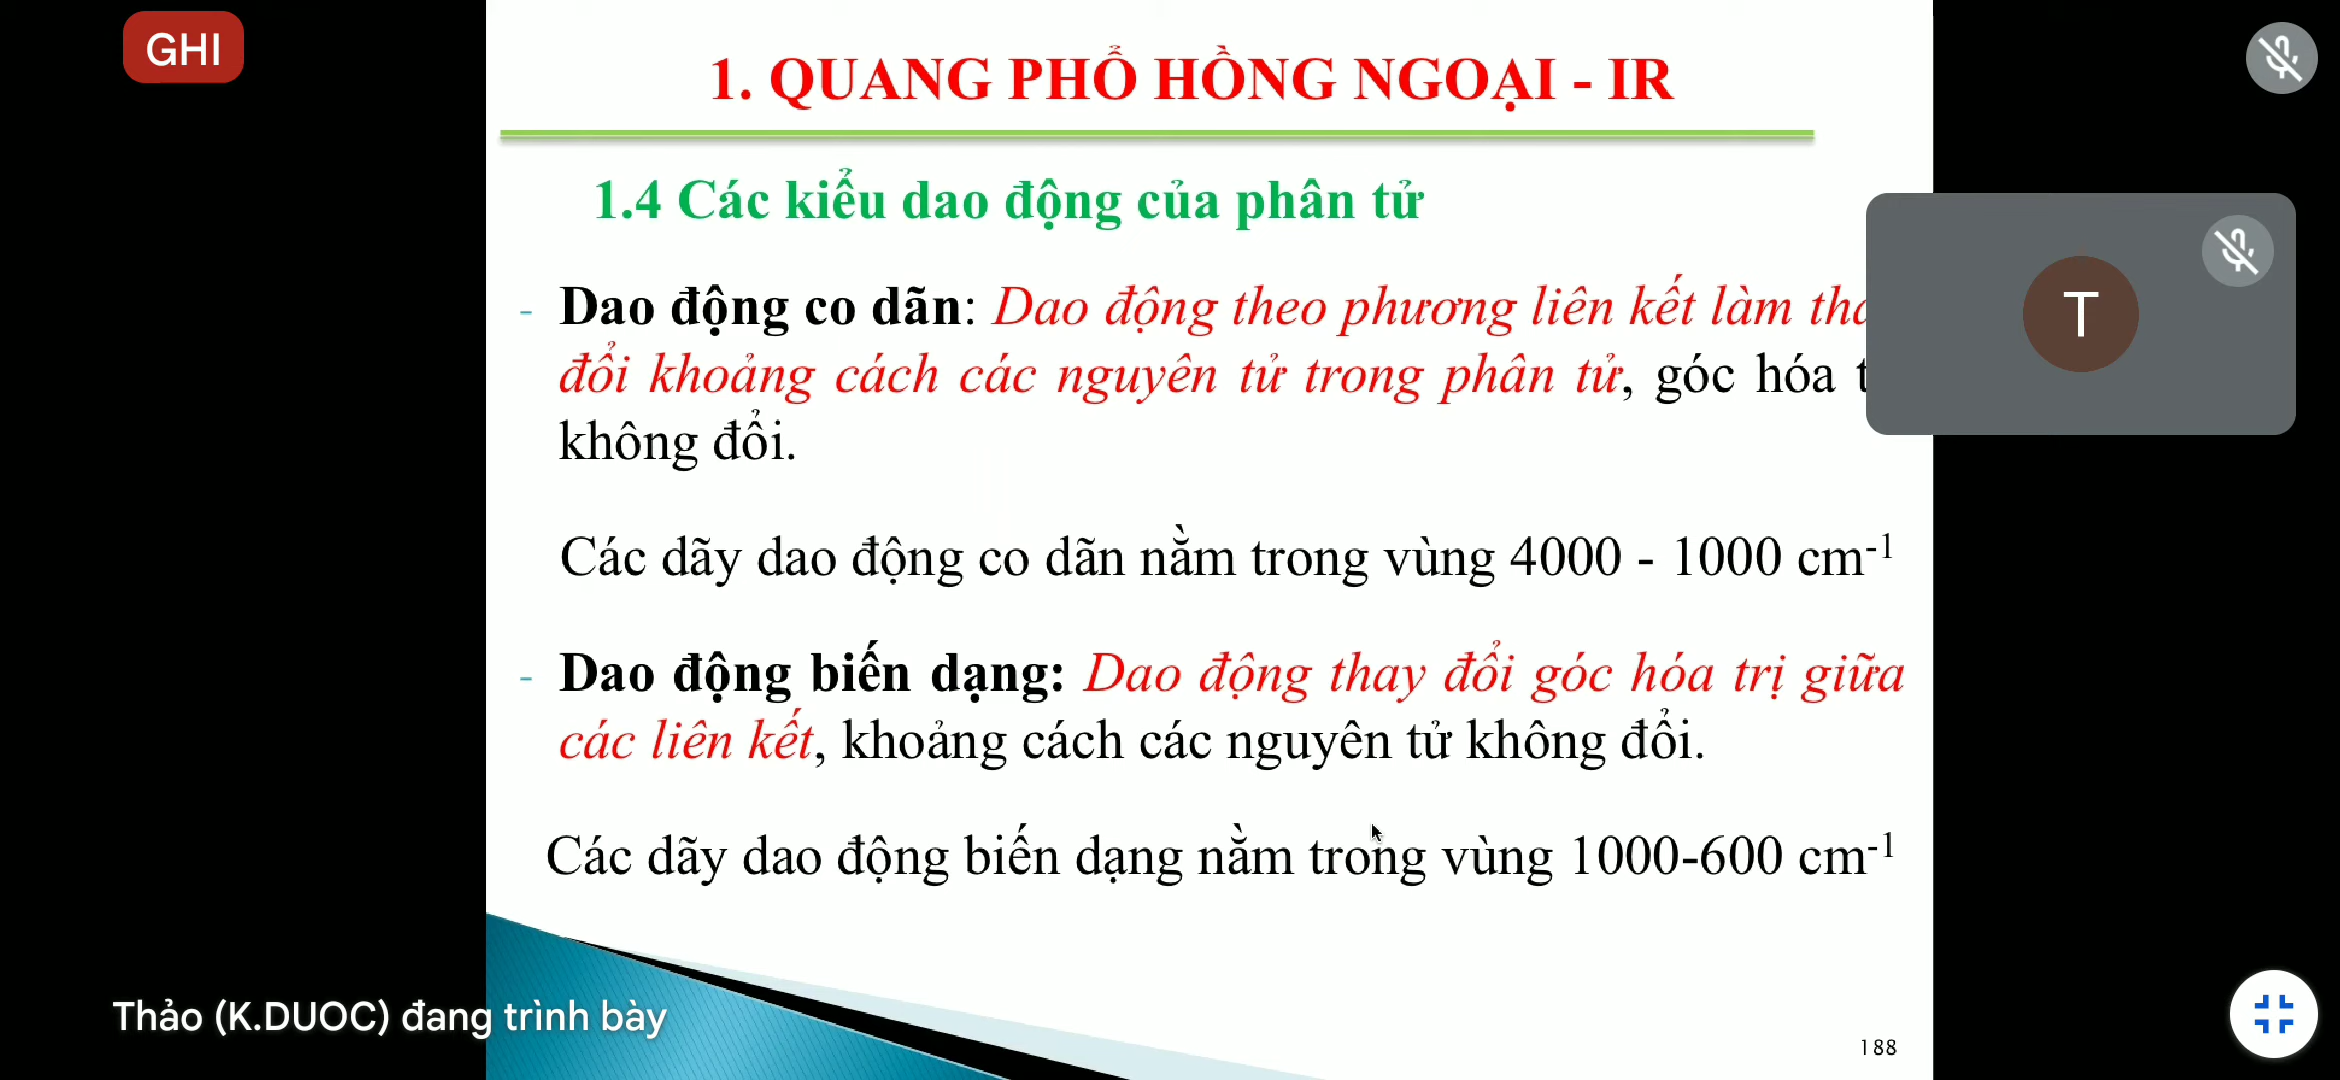 GHI
1. QUANG PHỔ HỒNG NGOẠI - IR
1.4 Các kiểu dao động của phân tử
- Dao động co dãn: Dao động theo phương liên kết làm
T
đổi khoảng cách các nguyên tử trong phân tử, góc hóa
không đổi.
Các dãy dao động co dãn nằm trong vùng 4000 - 1000 cm⁻¹
- Dao động biến dạng: Dao động thay đổi góc hóa trị giữa
các liên kết, khoảng cách các nguyên tử không đổi.
Các dãy dao động biến dạng nằm trong vùng 1000-600 cm⁻¹
Thảo (K.DUOC) đang trình bày
188